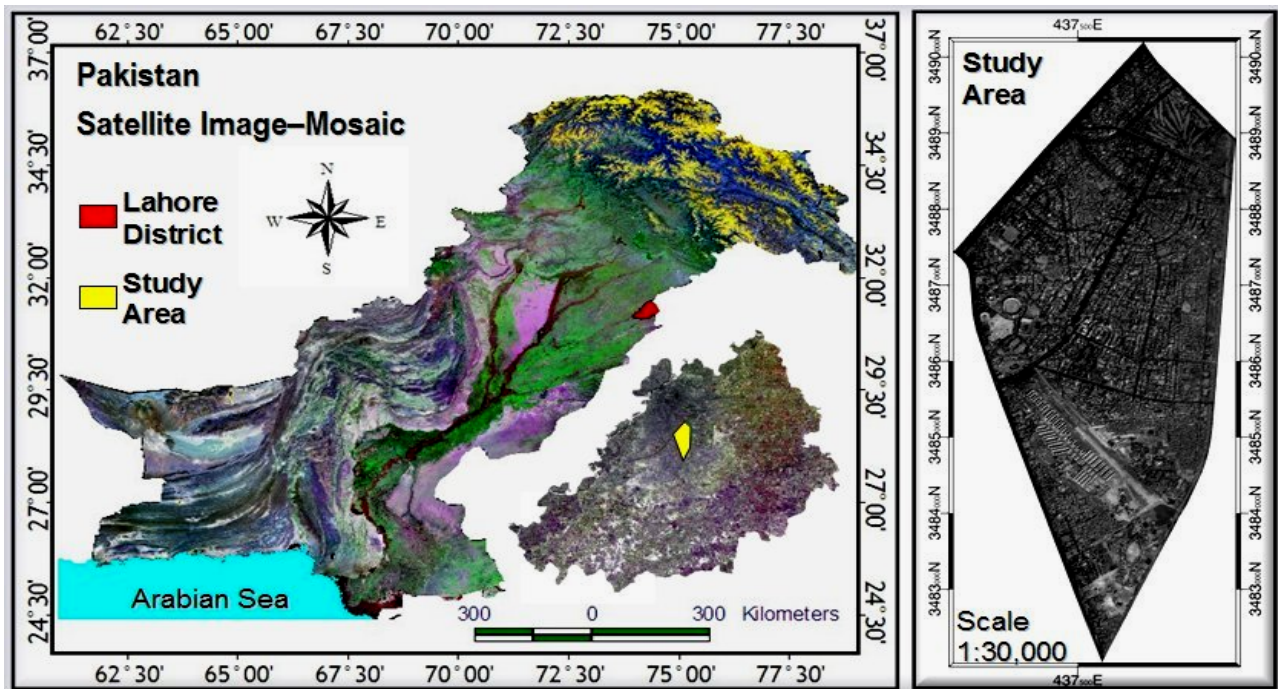 62°30' 65°00' 67°30' 70°00' 72°30' 75°00' 77°30'
37°00'
34°30'
32°00'
29°30'
27°00'
24°30'
Pakistan
Satellite Image–Mosaic
Lahore
District
Study
Area
N
W E
S
Arabian Sea
300 0 300 Kilometers
37°00'
34°30'
32°00'
29°30'
27°00'
24°30'
62°30' 65°00' 67°30' 70°00' 72°30' 75°00' 77°30'
437500E
Study
Area
3490000N
3489000N
3488000N
3487000N
3486000N
3485000N
3484000N
3483000N
3490000N
3489000N
3488000N
3487000N
3486000N
3485000N
3484000N
3483000N
Scale
1:30,000
437500E